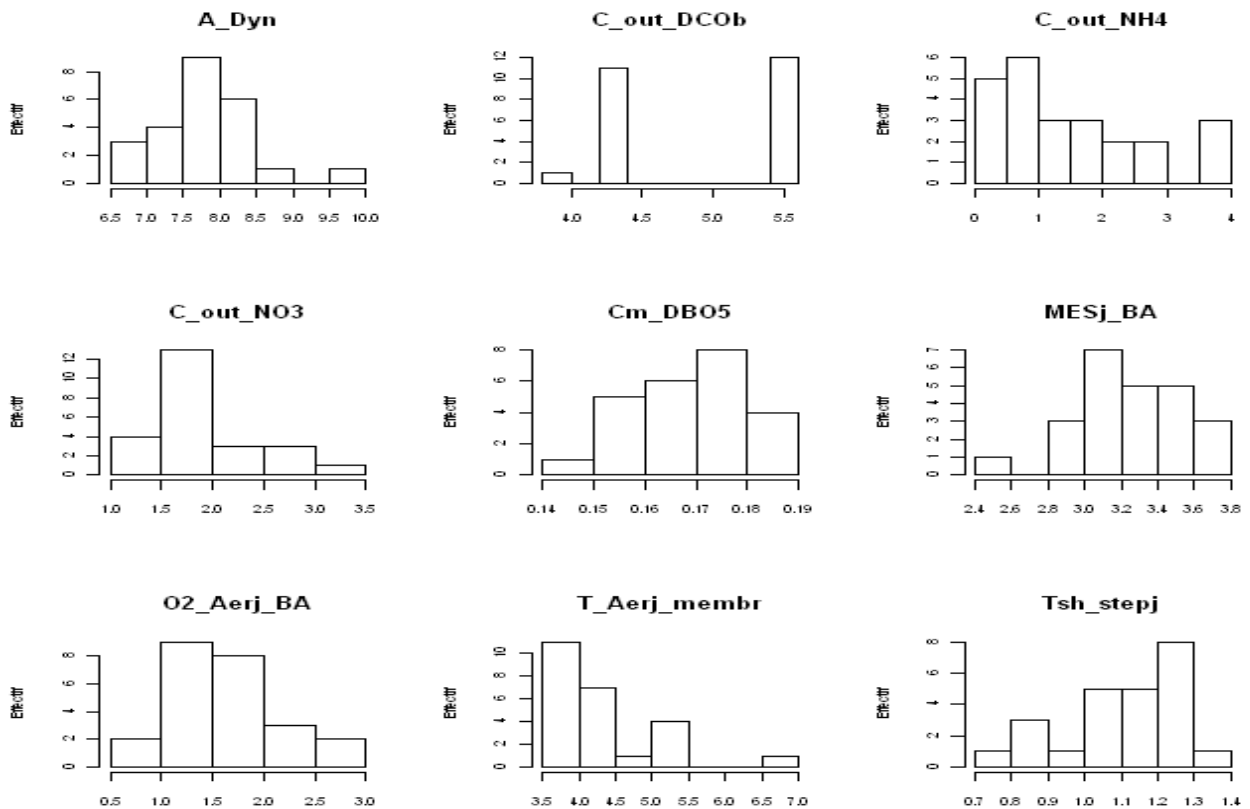 A_Dyn C_out_DCOb C_out_NH4
Effectif 0 2 4 6 8
6.5 7.0 7.5 8.0 8.5 9.0 9.5 10.0
Effectif 0 2 4 6 8 10 12
4.0 4.5 5.0 5.5
Effectif 0 1 2 3 4 5 6
0 1 2 3 4
C_out_NO3 Cm_DBO5 MESj_BA
Effectif 0 2 4 6 8 10 12
1.0 1.5 2.0 2.5 3.0 3.5
Effectif 0 2 4 6 8
0.14 0.15 0.16 0.17 0.18 0.19
Effectif 0 1 2 3 4 5 6 7
2.4 2.6 2.8 3.0 3.2 3.4 3.6 3.8
O2_Aerj_BA T_Aerj_membr Tsh_stepj
Effectif 0 2 4 6 8
0.5 1.0 1.5 2.0 2.5 3.0
Effectif 0 2 4 6 8 10
3.5 4.0 4.5 5.0 5.5 6.0 6.5 7.0
Effectif 0 2 4 6 8
0.7 0.8 0.9 1.0 1.1 1.2 1.3 1.4